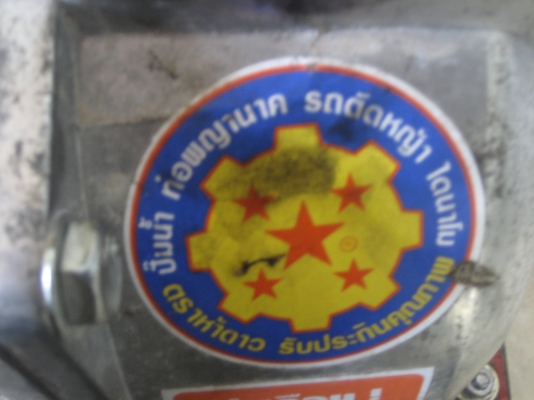 ปั๊มน้ำ ท่อพญานาค รถตัดหญ้า ไดนาโม
ตราห้าดาว รับประกันคุณภาพ